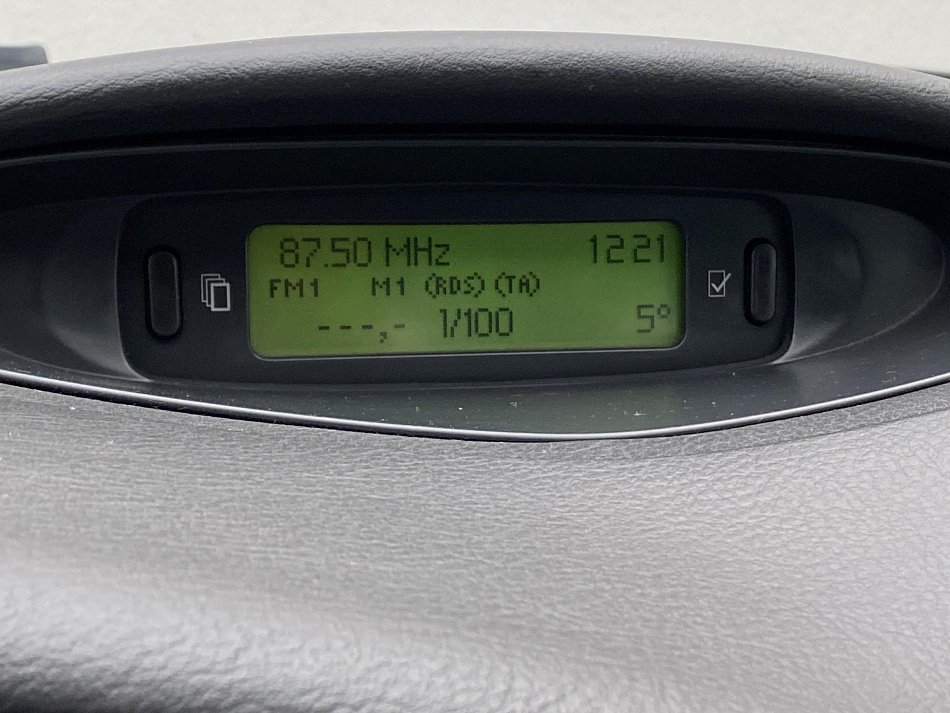 87.50 MHz 12 21
FM1 M1 (RDS) (TA)
---,- 1/100 5°